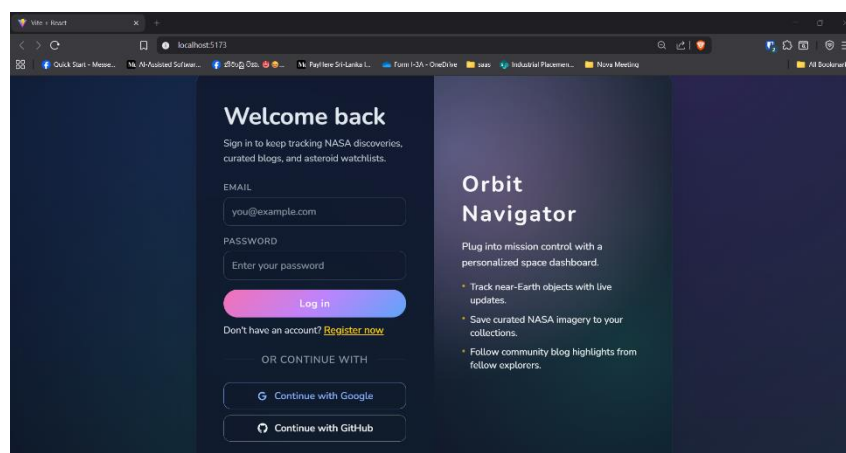 Vite + React
localhost:5173
Quick Start - Messe...
AI-Assisted Softwar...
PayHere Sri-Lanka I...
Form I-3A - OneDrive
saas
Industrial Placemen...
Nova Meeting
All Bookmar
Welcome back
Sign in to keep tracking NASA discoveries,
curated blogs, and asteroid watchlists.
EMAIL
you@example.com
PASSWORD
Enter your password
Log in
Don't have an account? Register now
OR CONTINUE WITH
Continue with Google
Continue with GitHub
Orbit
Navigator
Plug into mission control with a
personalized space dashboard.
• Track near-Earth objects with live
updates.
• Save curated NASA imagery to your
collections.
• Follow community blog highlights from
fellow explorers.